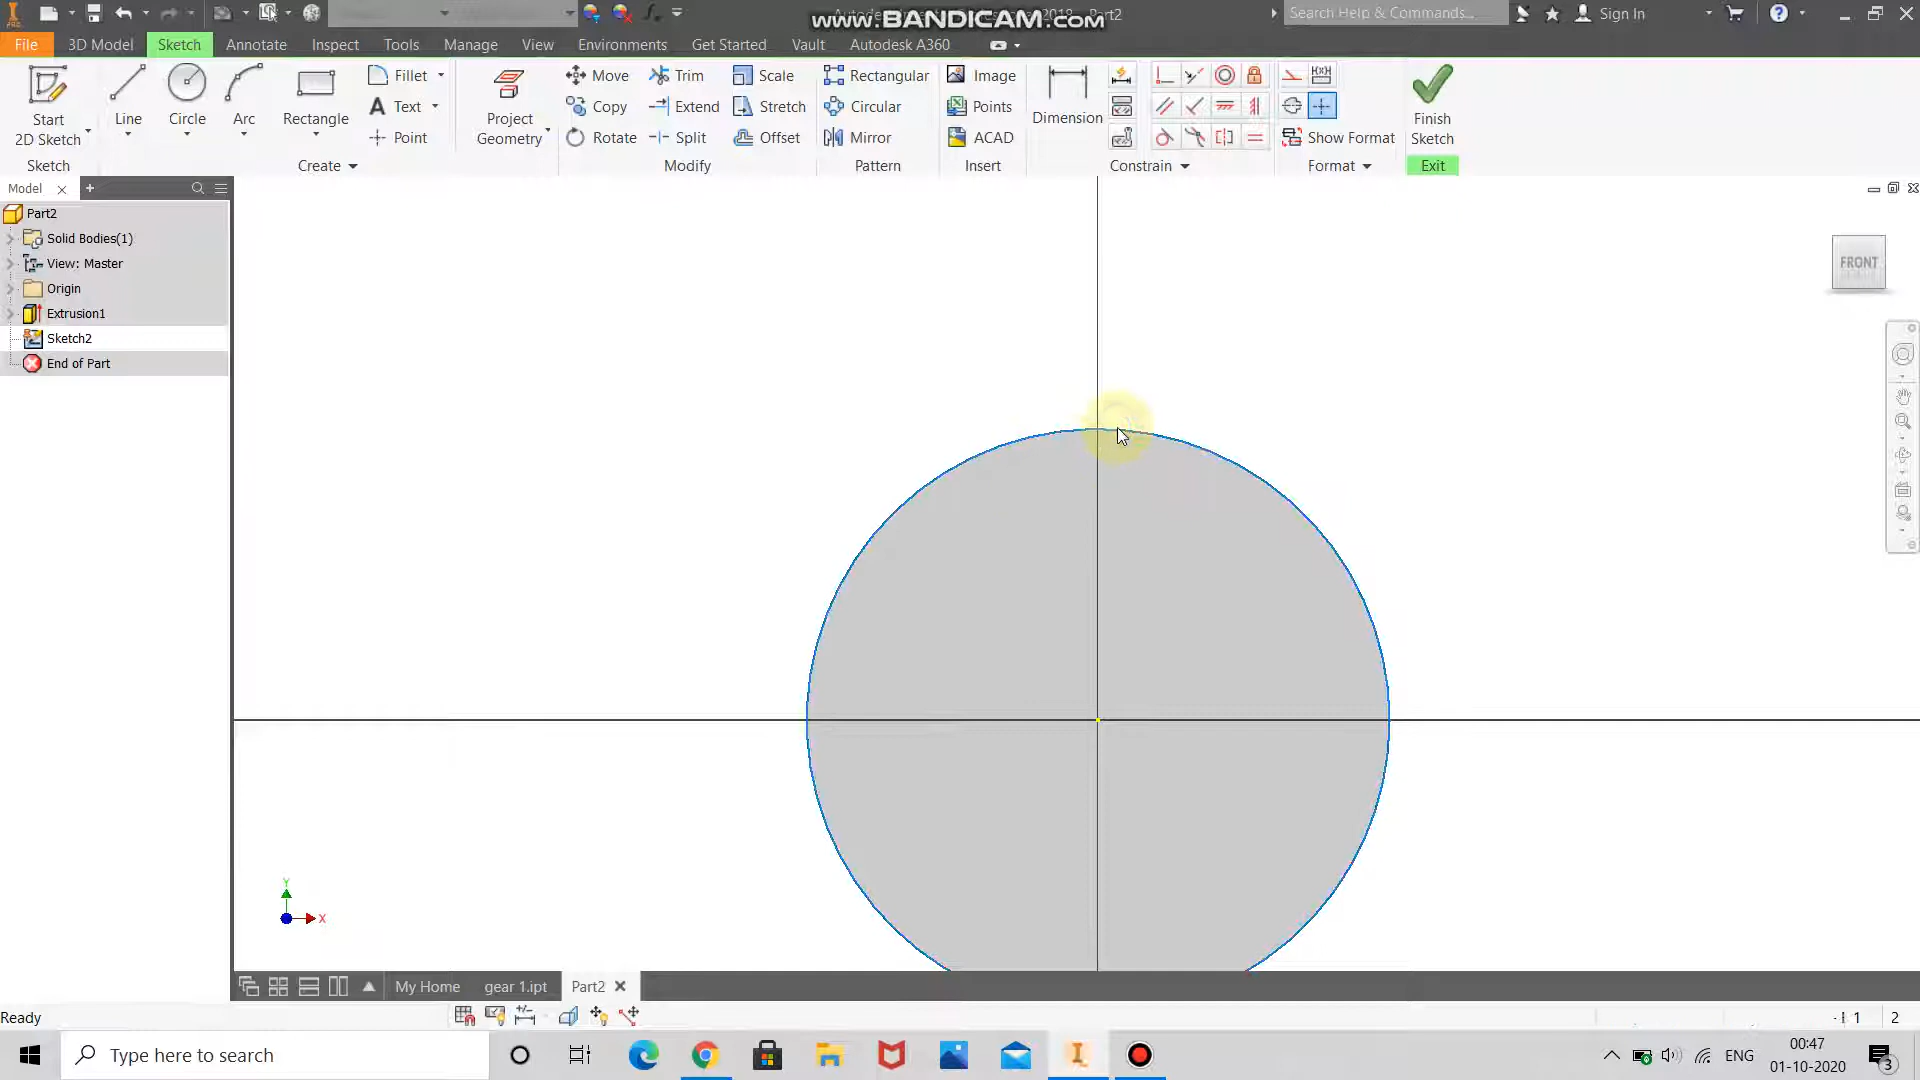 www.BANDICAM.com
Part2
Search Help & Commands...
Sign In
File
3D Model
Sketch
Annotate
Inspect
Tools
Manage
View
Environments
Get Started
Vault
Autodesk A360
Start
2D Sketch
Line
Circle
Arc
Rectangle
Fillet
Text
Point
Project
Geometry
Move
Copy
Rotate
Trim
Extend
Split
Scale
Stretch
Offset
Rectangular
Circular
Mirror
Image
Points
ACAD
Dimension
Show Format
Finish
Sketch
Sketch
Create
Modify
Pattern
Insert
Constrain
Format
Exit
Model
Part2
Solid Bodies(1)
View: Master
Origin
Extrusion1
Sketch2
End of Part
FRONT
Y
X
My Home
gear 1.ipt
Part2
Ready
1
2
Type here to search
ENG
00:47
01-10-2020
3